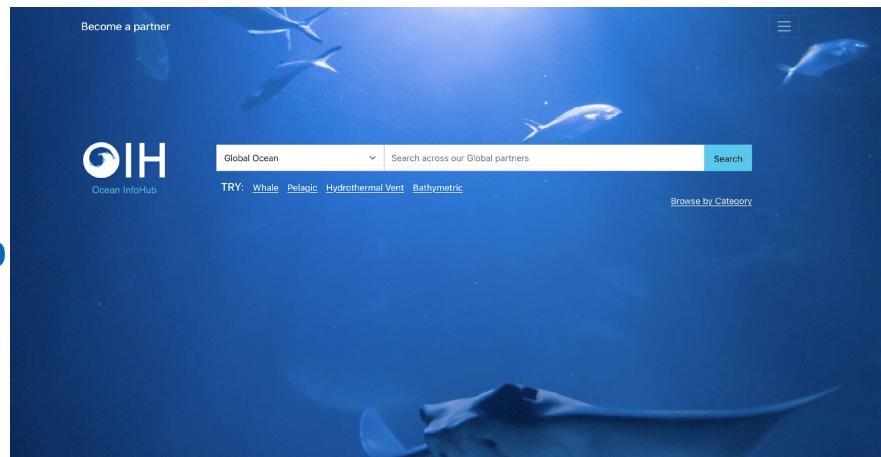 Become a partner
OIH
Ocean InfoHub
Global Ocean
Search across our Global partners
Search
TRY: Whale Pelagic Hydrothermal Vent Bathymetric
Browse by Category